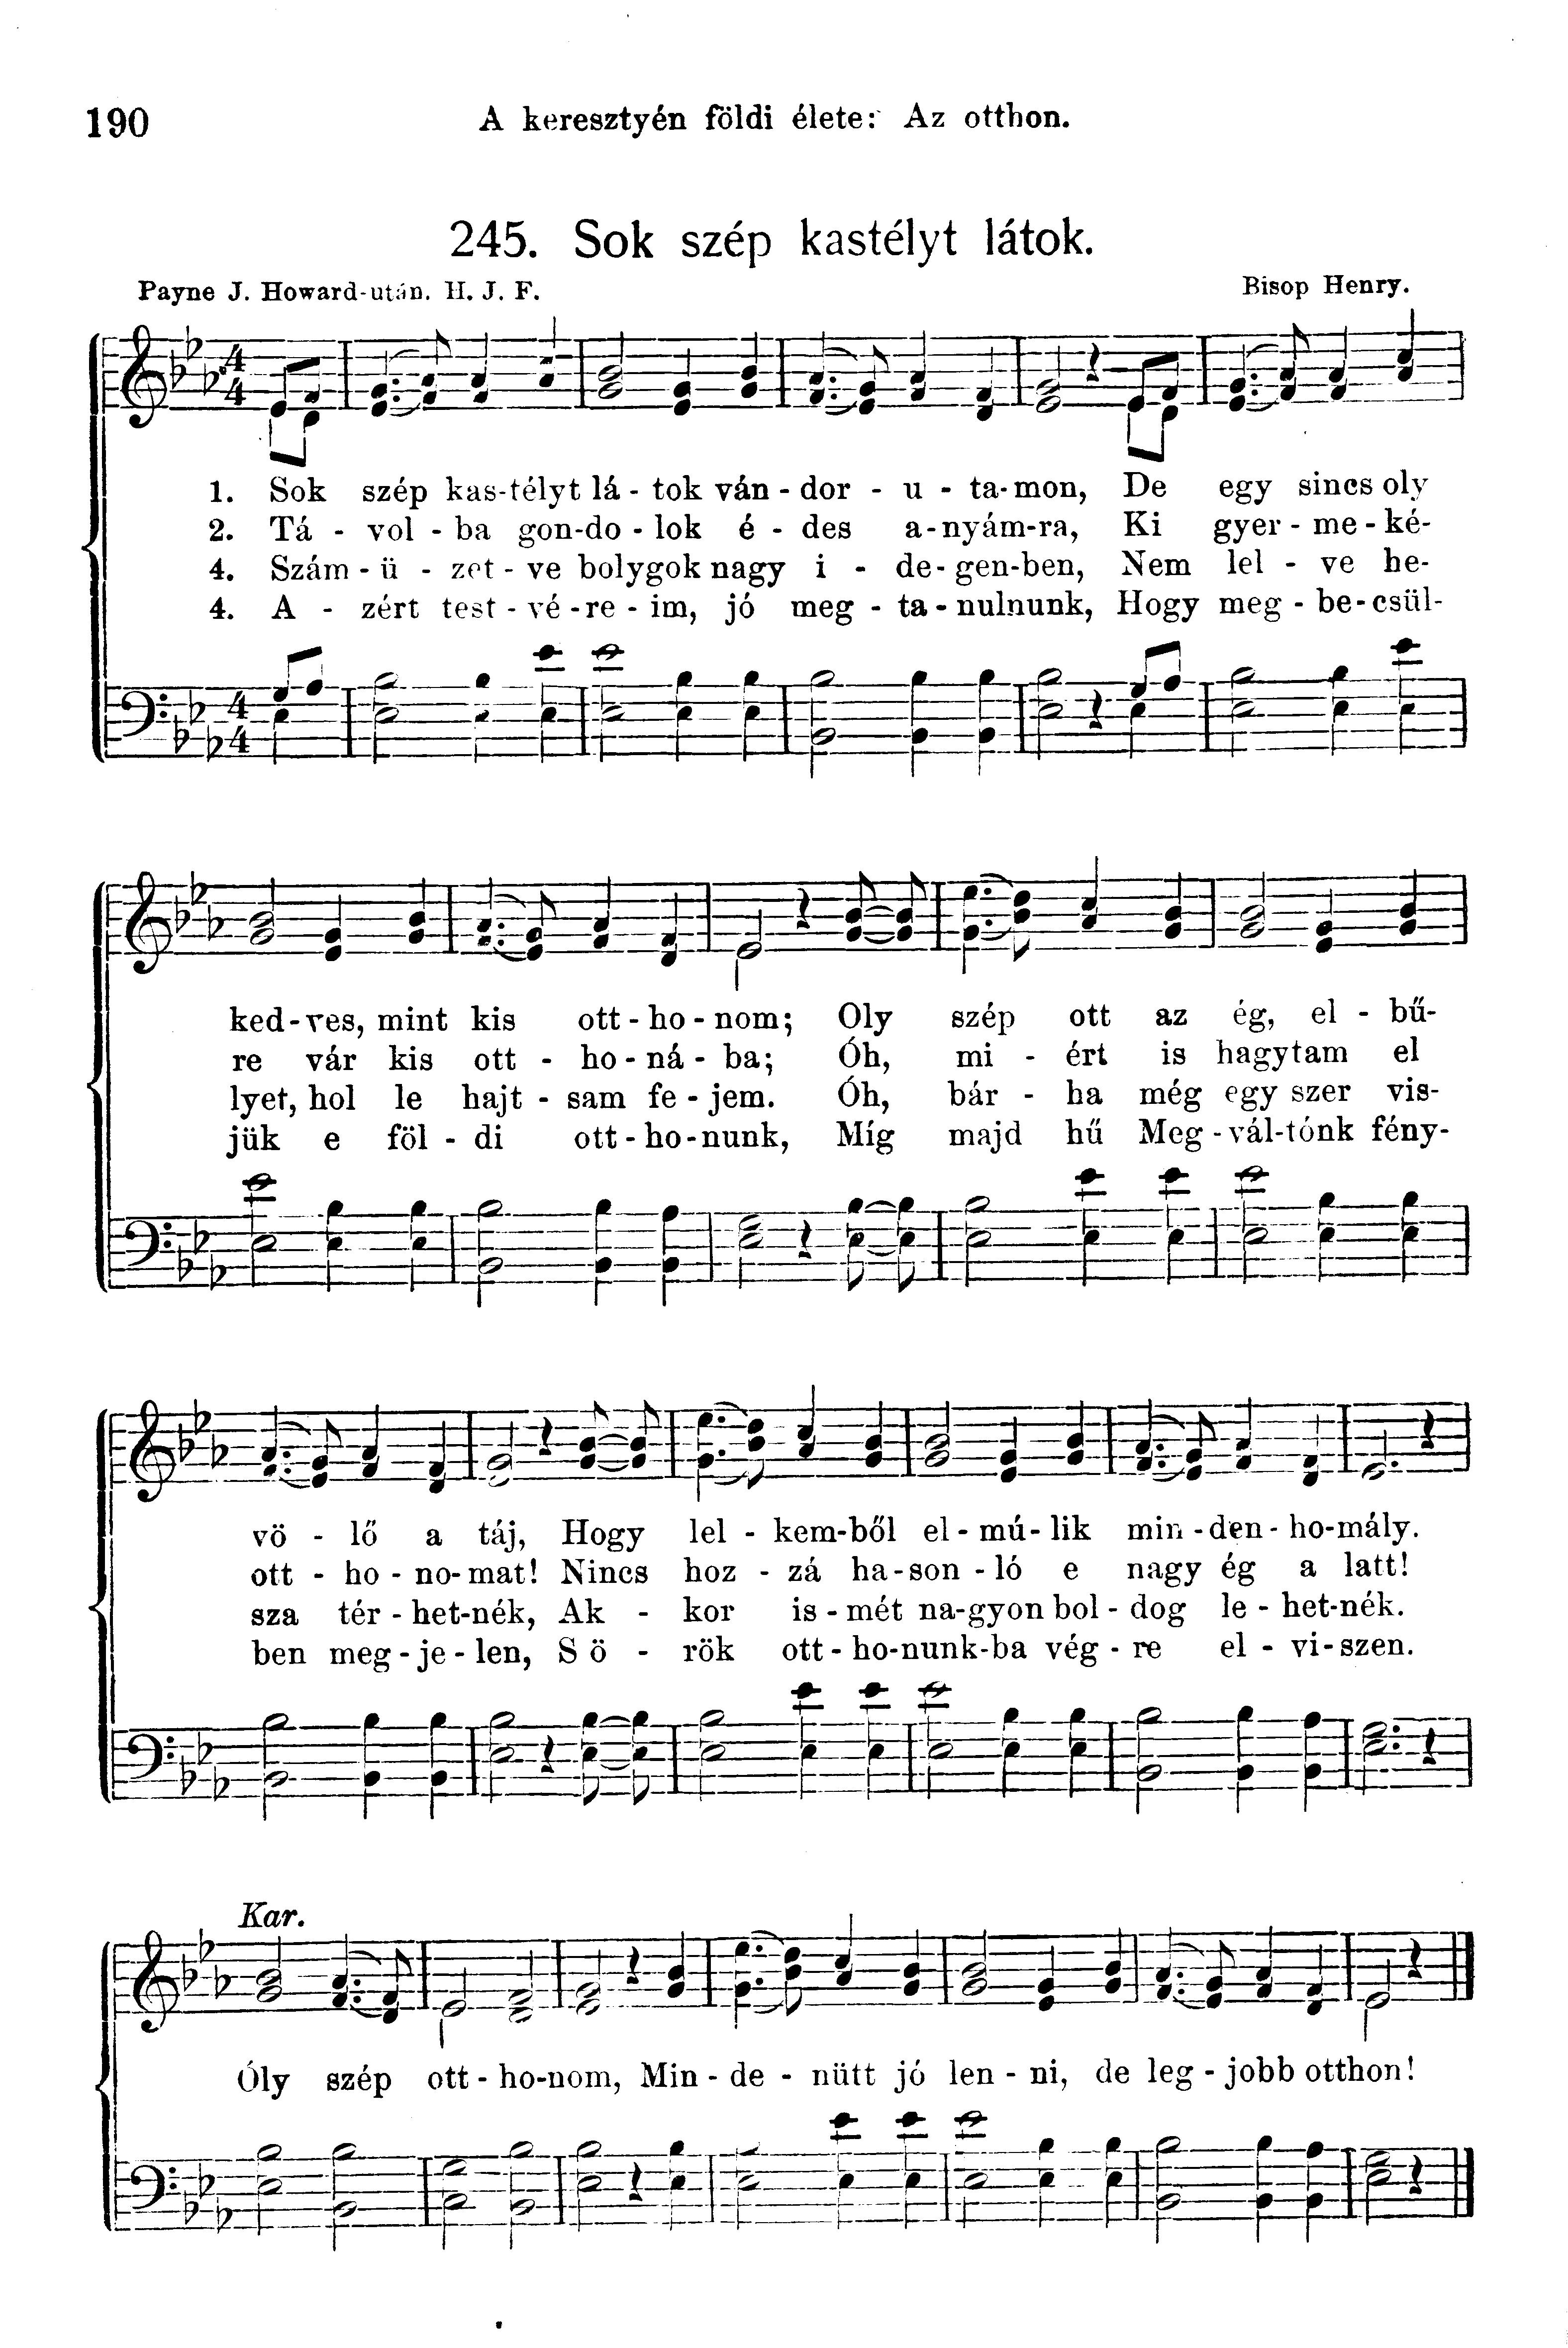 190
A keresztyén földi élete: Az otthon.
245. Sok szép kastélyt látok.
Payne J. Howard-után. H. J. F.
Bisop Henry.
1. Sok szép kas-télyt lá - tok ván - dor - u - ta-mon, De egy sincs oly
2. Tá - vol - ba gon-do - lok é - des a-nyám-ra, Ki gyer - me - ké-
4. Szám - ü - zet - ve bolygok nagy i - de-gen-ben, Nem lel - ve he-
4. A - zért test - vé -re - im, jó meg - ta - nulnunk, Hogy meg - be-csül-
ked-ves, mint kis ott - ho - nom; Oly szép ott az ég, el - bű-
re vár kis ott - ho - ná - ba; Óh, mi - ért is hagytam el
lyet, hol le hajt - sam fe - jem. Óh, bár - ha még egy szer vis-
jük e föl - di ott - ho-nunk, Míg majd hű Meg -vál-tónk fény-
vö - lő a táj, Hogy lel - kem-ből el - mú - lik min -den - ho-mály.
ott - ho - no- mat! Nincs hoz - zá ha-son - ló e nagy ég a latt!
sza tér - het-nék, Ak - kor is - mét na-gyon bol - dog le - het-nék.
ben meg - je - len, S ö - rök ott - ho-nunk-ba vég - re el - vi-szen.
Kar.
Óly szép ott - ho-nom, Min - de - nütt jó len - ni, de leg - jobb otthon!